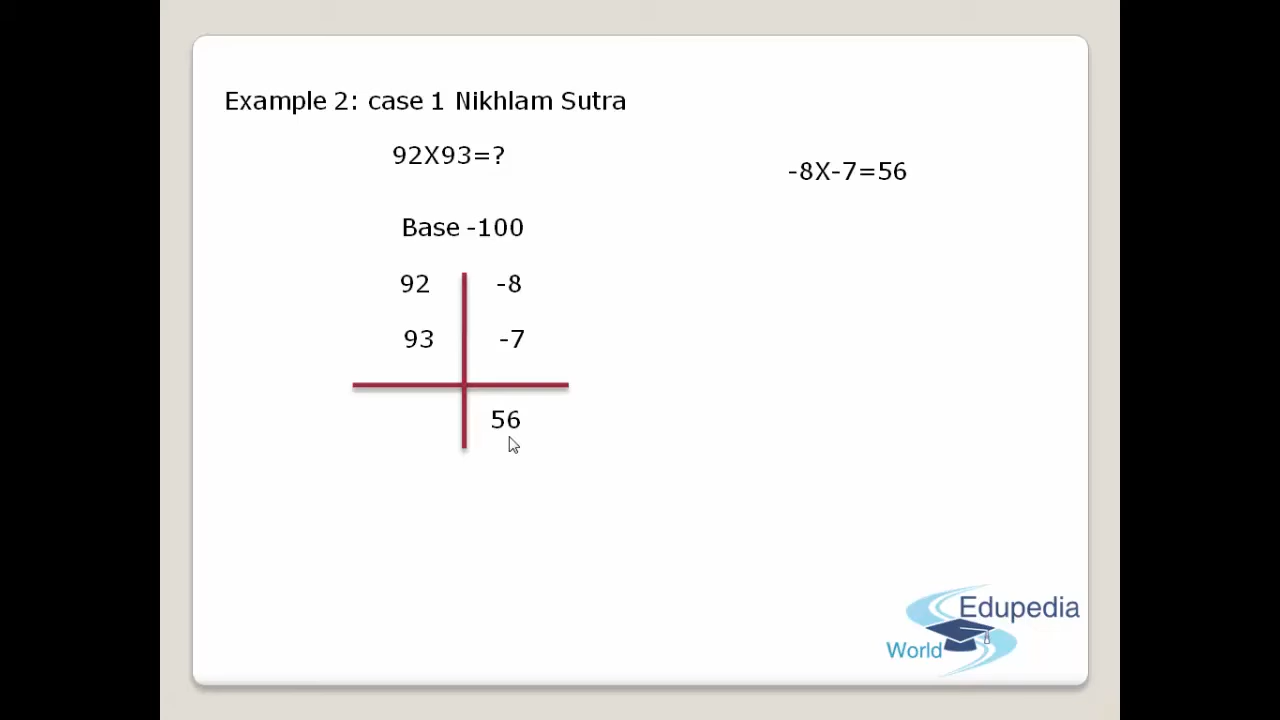 Example 2: case 1 Nikhlam Sutra
92X93=?
-8X-7=56
Base -100
92 -8
93 -7
56
Edupedia
World